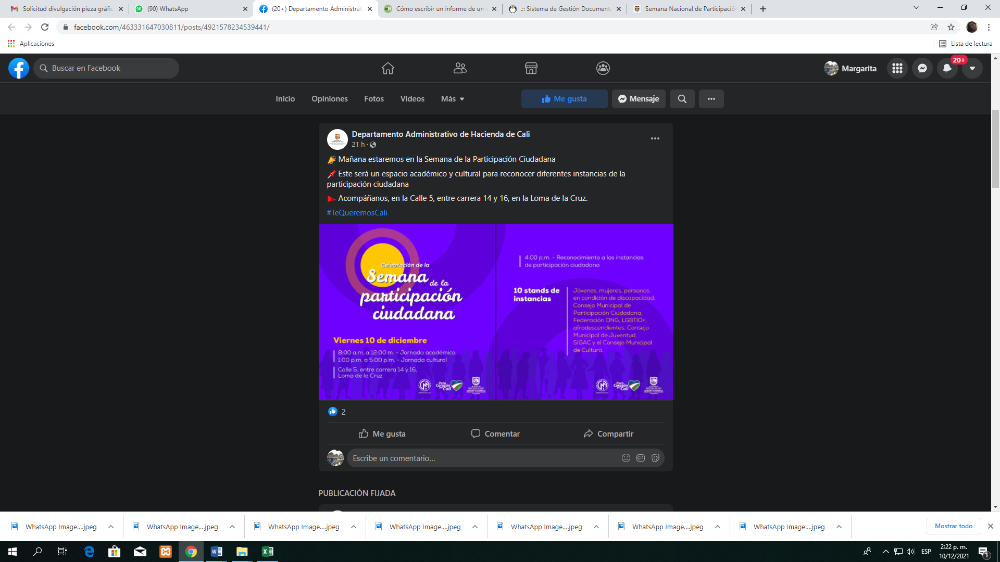 Solicitud divulgación pieza gráfic
(90) WhatsApp
(20+) Departamento Administrati
Cómo escribir un informe de un e
.:: Sistema de Gestión Documenta
Semana Nacional de Participación
facebook.com/463331647030811/posts/4921578234539441/
Aplicaciones
Lista de lectura
Buscar en Facebook
Margarita
20+
Inicio
Opiniones
Fotos
Videos
Más
Me gusta
Mensaje
Departamento Administrativo de Hacienda de Cali
21 h ·
Mañana estaremos en la Semana de la Participación Ciudadana
Este será un espacio académico y cultural para reconocer diferentes instancias de la
participación ciudadana
Acompáñanos, en la Calle 5, entre carrera 14 y 16, en la Loma de la Cruz.
#TeQueremosCali
Celebración de la
Semana de la
participación
ciudadana
Viernes 10 de diciembre
8:00 a.m. a 12:00 m. - Jornada académica
1:00 p.m. a 5:00 p.m. - Jornada cultural
Calle 5, entre carrera 14 y 16,
Loma de la Cruz
Puro
Corazón
por Cali
4:00 p.m. - Reconocimiento a las instancias
de participación ciudadana
10 stands de
instancias
Jóvenes, mujeres, personas
en condición de discapacidad,
Consejo Municipal de
Participación Ciudadana,
Federación ONG, LGBTIQ+,
afrodescendientes, Consejo
Municipal de Juventud,
SIGAC y el Consejo Municipal
de Cultura.
Puro
Corazón
por Cali
2
Me gusta
Comentar
Compartir
Escribe un comentario...
GIF
PUBLICACIÓN FIJADA
WhatsApp Image....jpeg
WhatsApp Image....jpeg
WhatsApp Image....jpeg
WhatsApp Image....jpeg
WhatsApp Image....jpeg
WhatsApp Image....jpeg
WhatsApp Image....jpeg
Mostrar todo
ESP
2:22 p. m.
10/12/2021
1